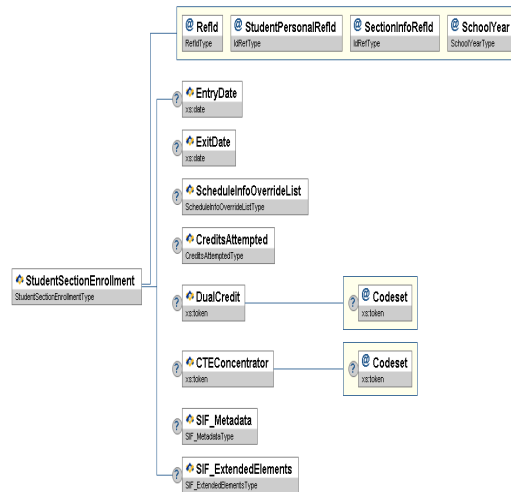 @ RefId @ StudentPersonalRefId @ SectionInfoRefId @ SchoolYear
RefIdType IdRefType IdRefType SchoolYearType
? EntryDate
xs:date
? ExitDate
xs:date
? ScheduleInfoOverrideList
ScheduleInfoOverrideListType
? CreditsAttempted
CreditsAttemptedType
StudentSectionEnrollment
StudentSectionEnrollmentType
? DualCredit ? @ Codeset
xs:token xs:token
? CTEConcentrator ? @ Codeset
xs:token xs:token
? SIF_Metadata
SIF_MetadataType
? SIF_ExtendedElements
SIF_ExtendedElementsType